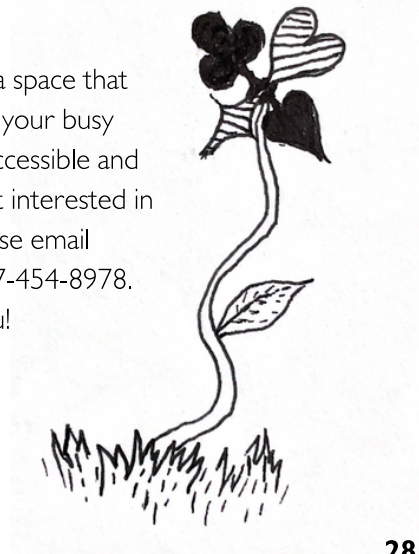 a space that
your busy
ccessible and
t interested in
se email
7-454-8978.
u!
28